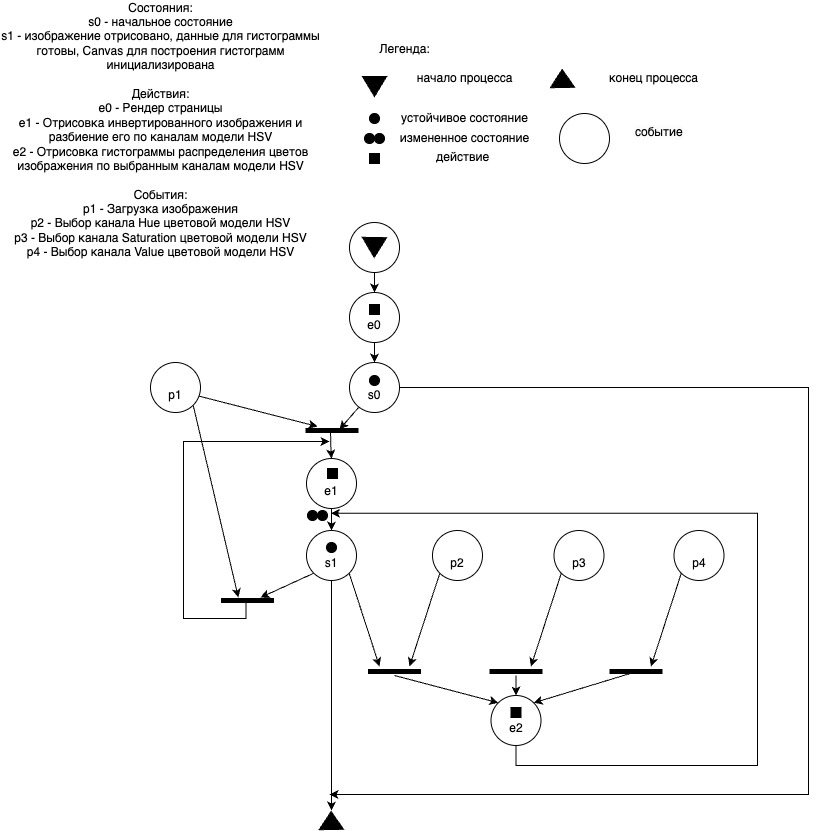 Состояния:
s0 - начальное состояние
s1 - изображение отрисовано, данные для гистограммы
готовы, Canvas для построения гистограмм
инициализирована
Действия:
e0 - Рендер страницы
e1 - Отрисовка инвертированного изображения и
разбиение его по каналам модели HSV
e2 - Отрисовка гистограммы распределения цветов
изображения по выбранным каналам модели HSV
События:
p1 - Загрузка изображения
p2 - Выбор канала Hue цветовой модели HSV
p3 - Выбор канала Saturation цветовой модели HSV
p4 - Выбор канала Value цветовой модели HSV
Легенда:
начало процесса
конец процесса
устойчивое состояние
измененное состояние
действие
событие
e0
p1
s0
e1
s1
p2
p3
p4
e2